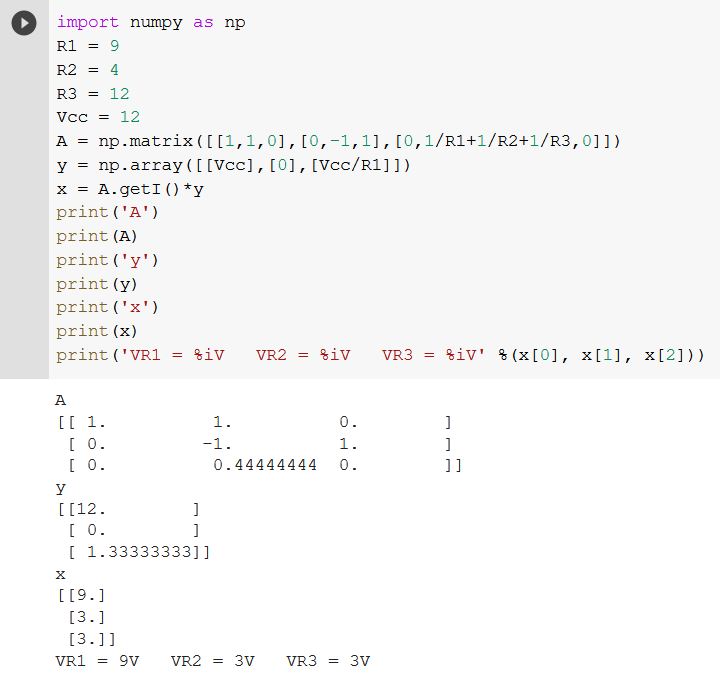 import numpy as np
R1 = 9
R2 = 4
R3 = 12
Vcc = 12
A = np.matrix([[1,1,0],[0,-1,1],[0,1/R1+1/R2+1/R3,0]])
y = np.array([[Vcc],[0],[Vcc/R1]])
x = A.getI()*y
print('A')
print(A)
print('y')
print(y)
print('x')
print(x)
print('VR1 = %iV   VR2 = %iV   VR3 = %iV' %(x[0], x[1], x[2]))
A
[[ 1.          1.          0.        ]
 [ 0.         -1.          1.        ]
 [ 0.          0.44444444  0.        ]]
y
[[12.        ]
 [ 0.        ]
 [ 1.33333333]]
x
[[9.]
 [3.]
 [3.]]
VR1 = 9V   VR2 = 3V   VR3 = 3V